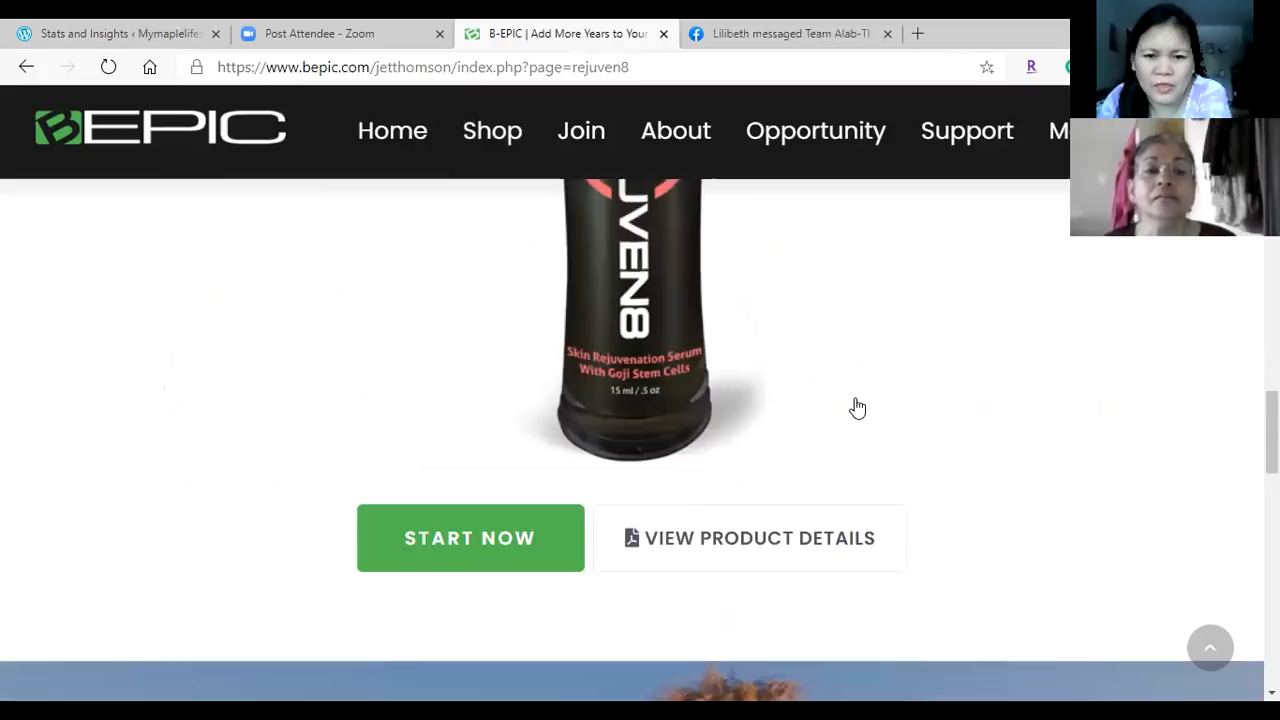 Stats and Insights ‹ Mymaplelifes
Post Attendee - Zoom
B-EPIC | Add More Years to Your
Lilibeth messaged Team Alab-Ti
https://www.bepic.com/jetthomson/index.php?page=rejuven8
R
BEPIC
Home Shop Join About Opportunity Support M
UVEN8
Skin Rejuvenation Serum
With Goji Stem Cells
15 ml / .5 oz
START NOW
VIEW PRODUCT DETAILS